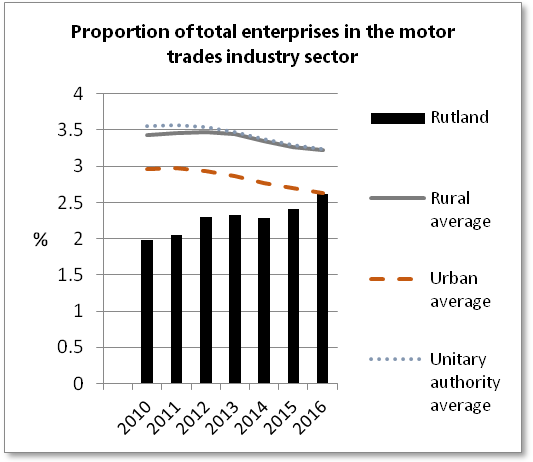 Proportion of total enterprises in the motor
trades industry sector
4
3.5
3
2.5
2
1.5
1
0.5
0
%
2010
2011
2012
2013
2014
2015
2016
Rutland
Rural
average
Urban
average
Unitary
authority
average